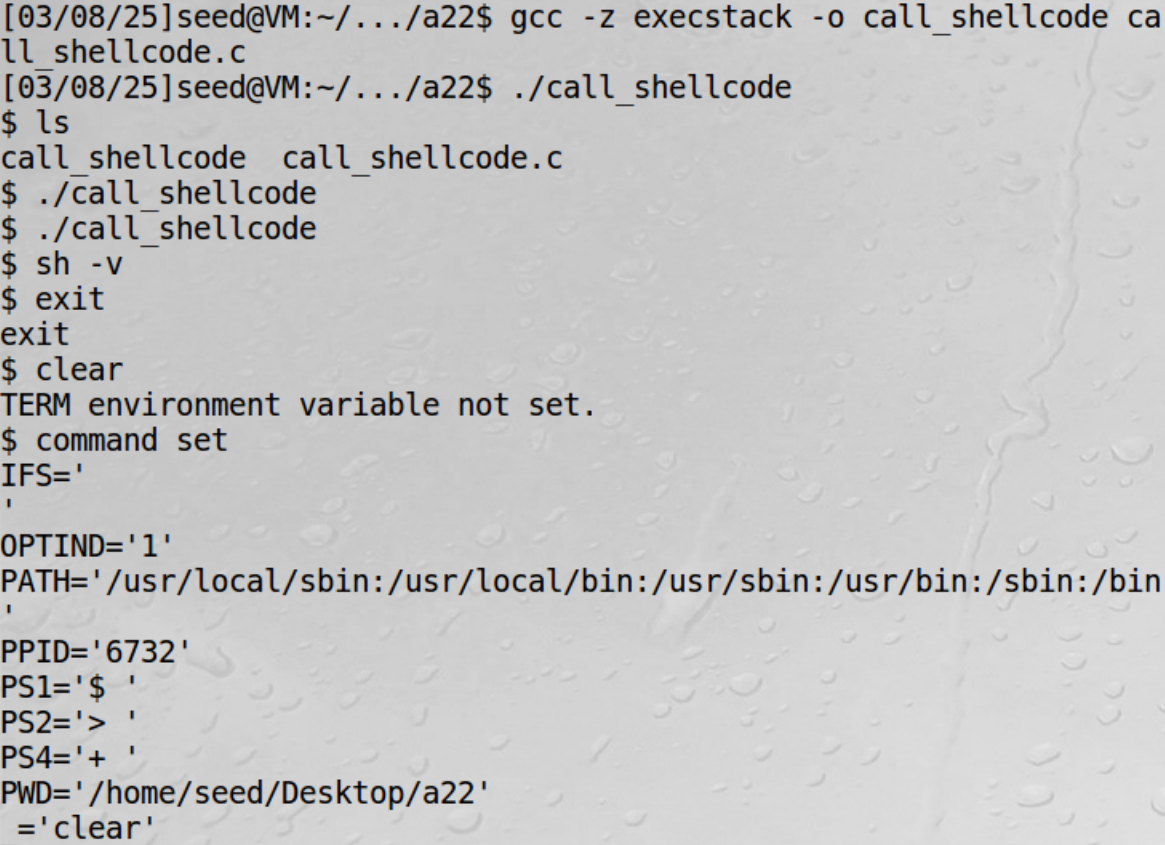 [03/08/25]seed@VM:~/.../a22$ gcc -z execstack -o call_shellcode ca
ll_shellcode.c
[03/08/25]seed@VM:~/.../a22$ ./call_shellcode
$ ls
call_shellcode  call_shellcode.c
$ ./call_shellcode
$ ./call_shellcode
$ sh -v
$ exit
exit
$ clear
TERM environment variable not set.
$ command set
IFS='
'
OPTIND='1'
PATH='/usr/local/sbin:/usr/local/bin:/usr/sbin:/usr/bin:/sbin:/bin
'
PPID='6732'
PS1='$ '
PS2='> '
PS4='+ '
PWD='/home/seed/Desktop/a22'
_='clear'